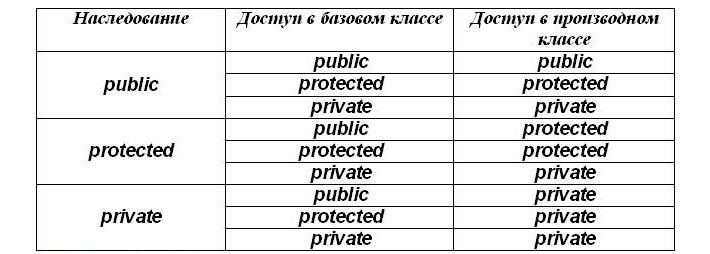 Наследование Доступ в базовом классе Доступ в производном
классе
public public public
protected protected
private private
protected public protected
protected protected
private private
private public private
protected private
private private